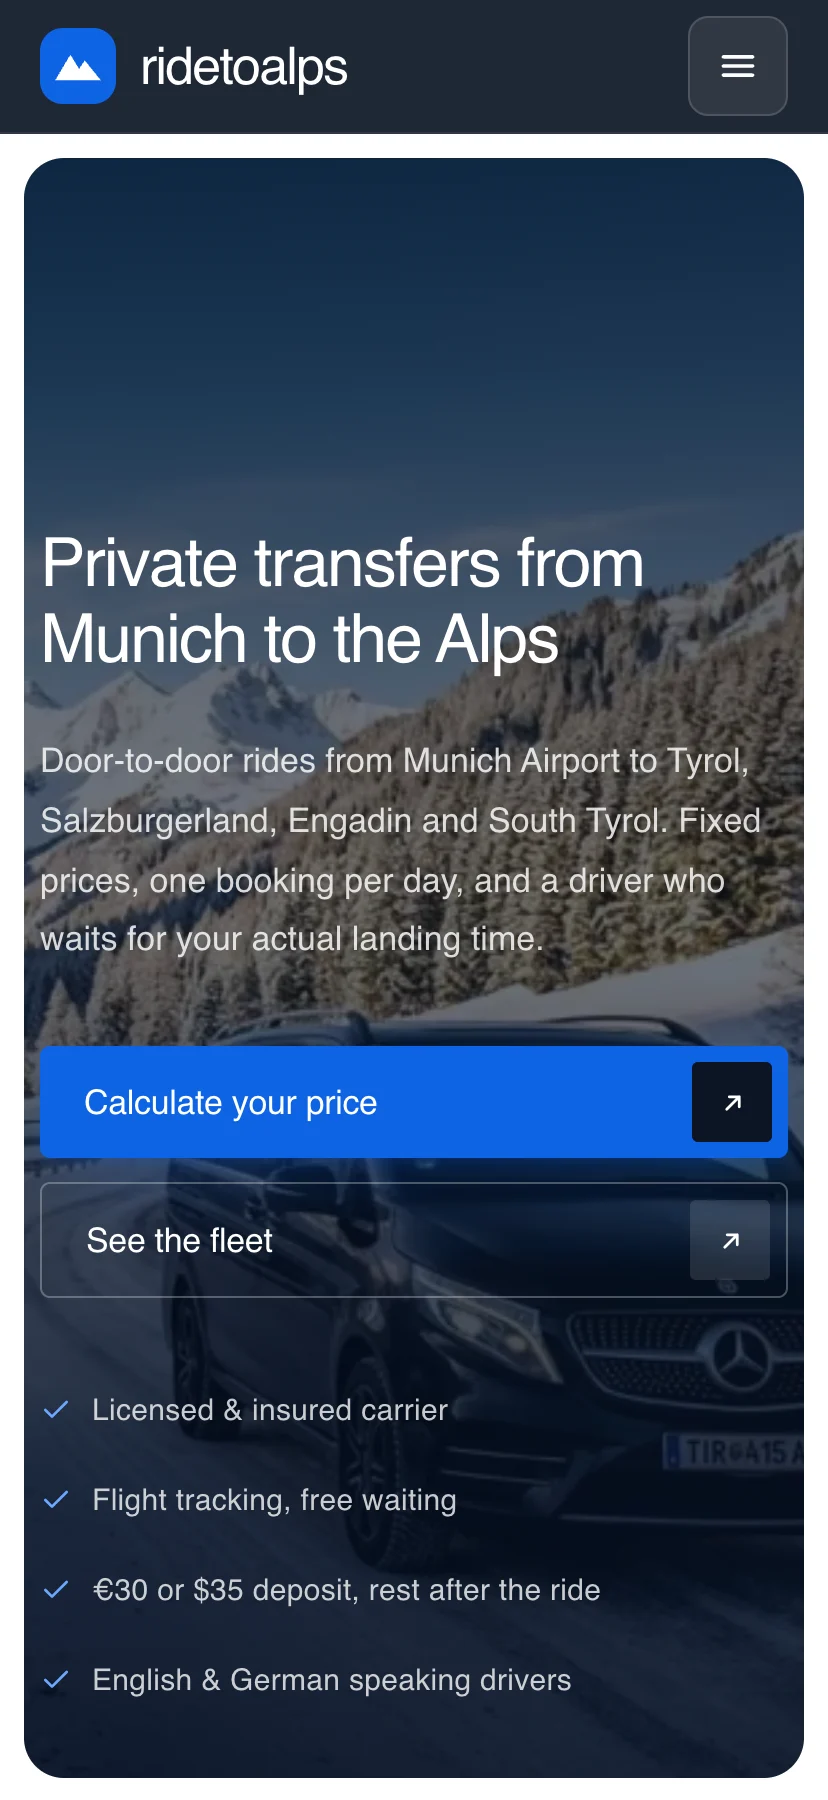 ridetoalps
Private transfers from
Munich to the Alps
Door-to-door rides from Munich Airport to Tyrol,
Salzburgerland, Engadin and South Tyrol. Fixed
prices, one booking per day, and a driver who
waits for your actual landing time.
Calculate your price
See the fleet
Licensed & insured carrier
TIR
Flight tracking, free waiting
€30 or $35 deposit, rest after the ride
English & German speaking drivers